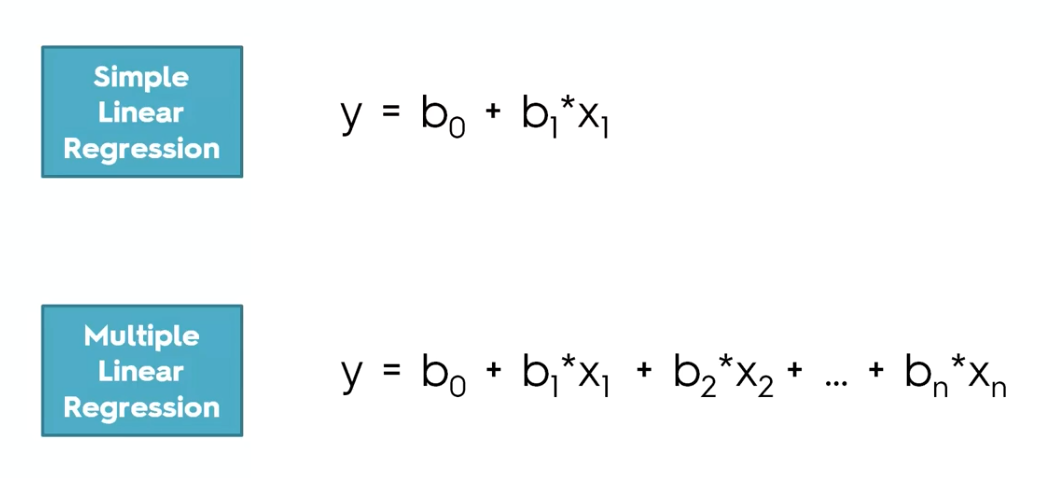 Simple
Linear
Regression
y = b₀ + b₁*x₁
Multiple
Linear
Regression
y = b₀ + b₁*x₁ + b₂*x₂ + ... + bₙ*xₙ